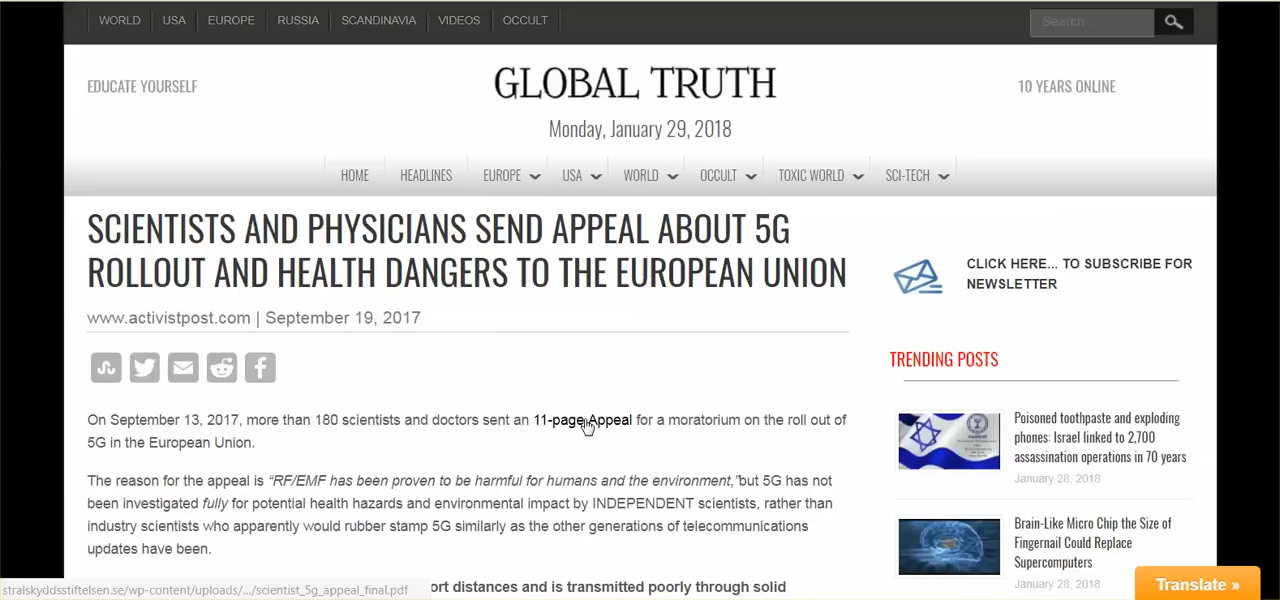 WORLD USA EUROPE RUSSIA SCANDINAVIA VIDEOS OCCULT Search
EDUCATE YOURSELF
GLOBAL TRUTH
10 YEARS ONLINE
Monday, January 29, 2018
HOME HEADLINES EUROPE USA WORLD OCCULT TOXIC WORLD SCI-TECH
SCIENTISTS AND PHYSICIANS SEND APPEAL ABOUT 5G
ROLLOUT AND HEALTH DANGERS TO THE EUROPEAN UNION
www.activistpost.com | September 19, 2017
On September 13, 2017, more than 180 scientists and doctors sent an 11-page Appeal for a moratorium on the roll out of
5G in the European Union.
The reason for the appeal is “RF/EMF has been proven to be harmful for humans and the environment,”but 5G has not
been investigated fully for potential health hazards and environmental impact by INDEPENDENT scientists, rather than
industry scientists who apparently would rubber stamp 5G similarly as the other generations of telecommunications
updates have been.
ort distances and is transmitted poorly through solid
stralskyddsstiftelsen.se/wp-content/uploads/.../scientist_5g_appeal_final.pdf
CLICK HERE... TO SUBSCRIBE FOR
NEWSLETTER
TRENDING POSTS
Poisoned toothpaste and exploding
phones: Israel linked to 2,700
assassination operations in 70 years
January 28, 2018
Brain-Like Micro Chip the Size of
Fingernail Could Replace
Supercomputers
January 28, 2018
Translate »